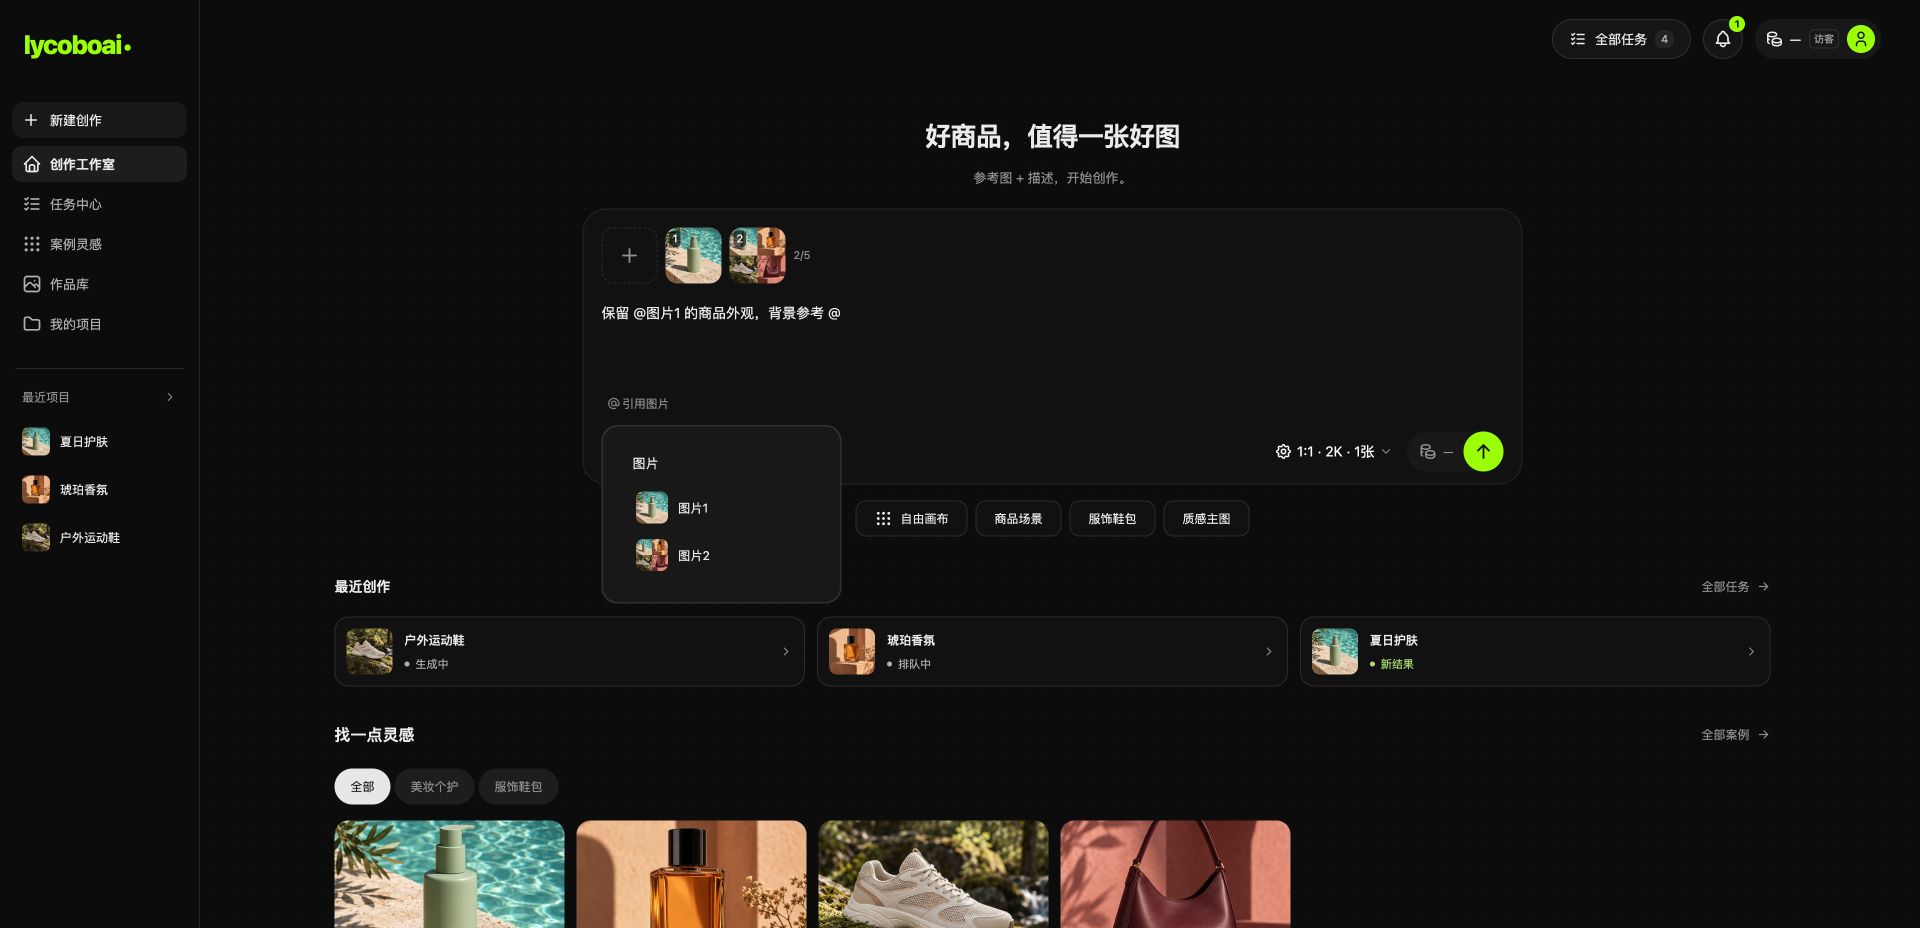 lycoboai
新建创作
创作工作室
任务中心
案例灵感
作品库
我的项目
最近项目
夏日护肤
琥珀香氛
户外运动鞋
全部任务 4
1
— 访客
好商品，值得一张好图
参考图 + 描述，开始创作。
1
2
2/5
保留 @图片1 的商品外观，背景参考 @
@ 引用图片
图片
图片1
图片2
1:1 · 2K · 1张
—
自由画布
商品场景
服饰鞋包
质感主图
最近创作
全部任务 →
户外运动鞋
生成中
琥珀香氛
排队中
夏日护肤
新结果
找一点灵感
全部案例 →
全部
美妆个护
服饰鞋包